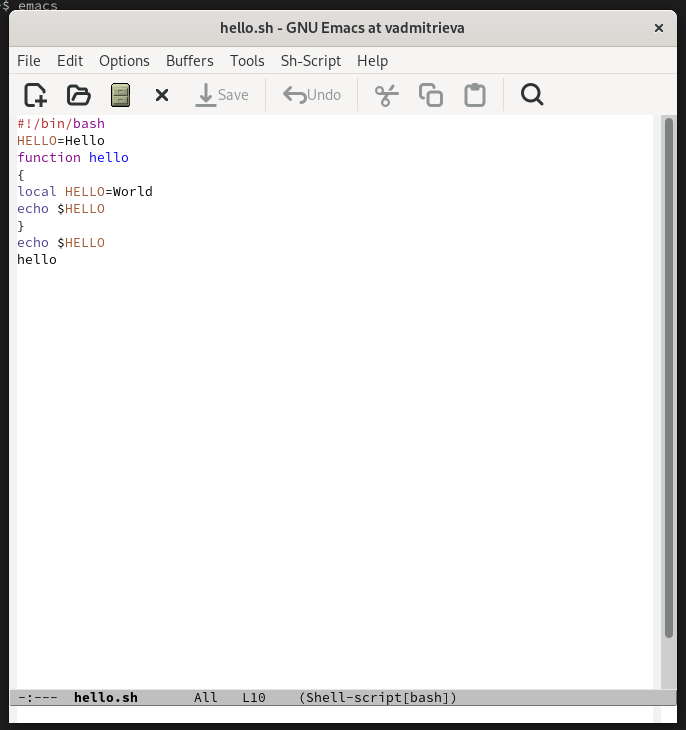 $ emacs
hello.sh - GNU Emacs at vadmitrieva
File Edit Options Buffers Tools Sh-Script Help
Save Undo
#!/bin/bash
HELLO=Hello
function hello
{
local HELLO=World
echo $HELLO
}
echo $HELLO
hello
-:--- hello.sh All L10 (Shell-script[bash])